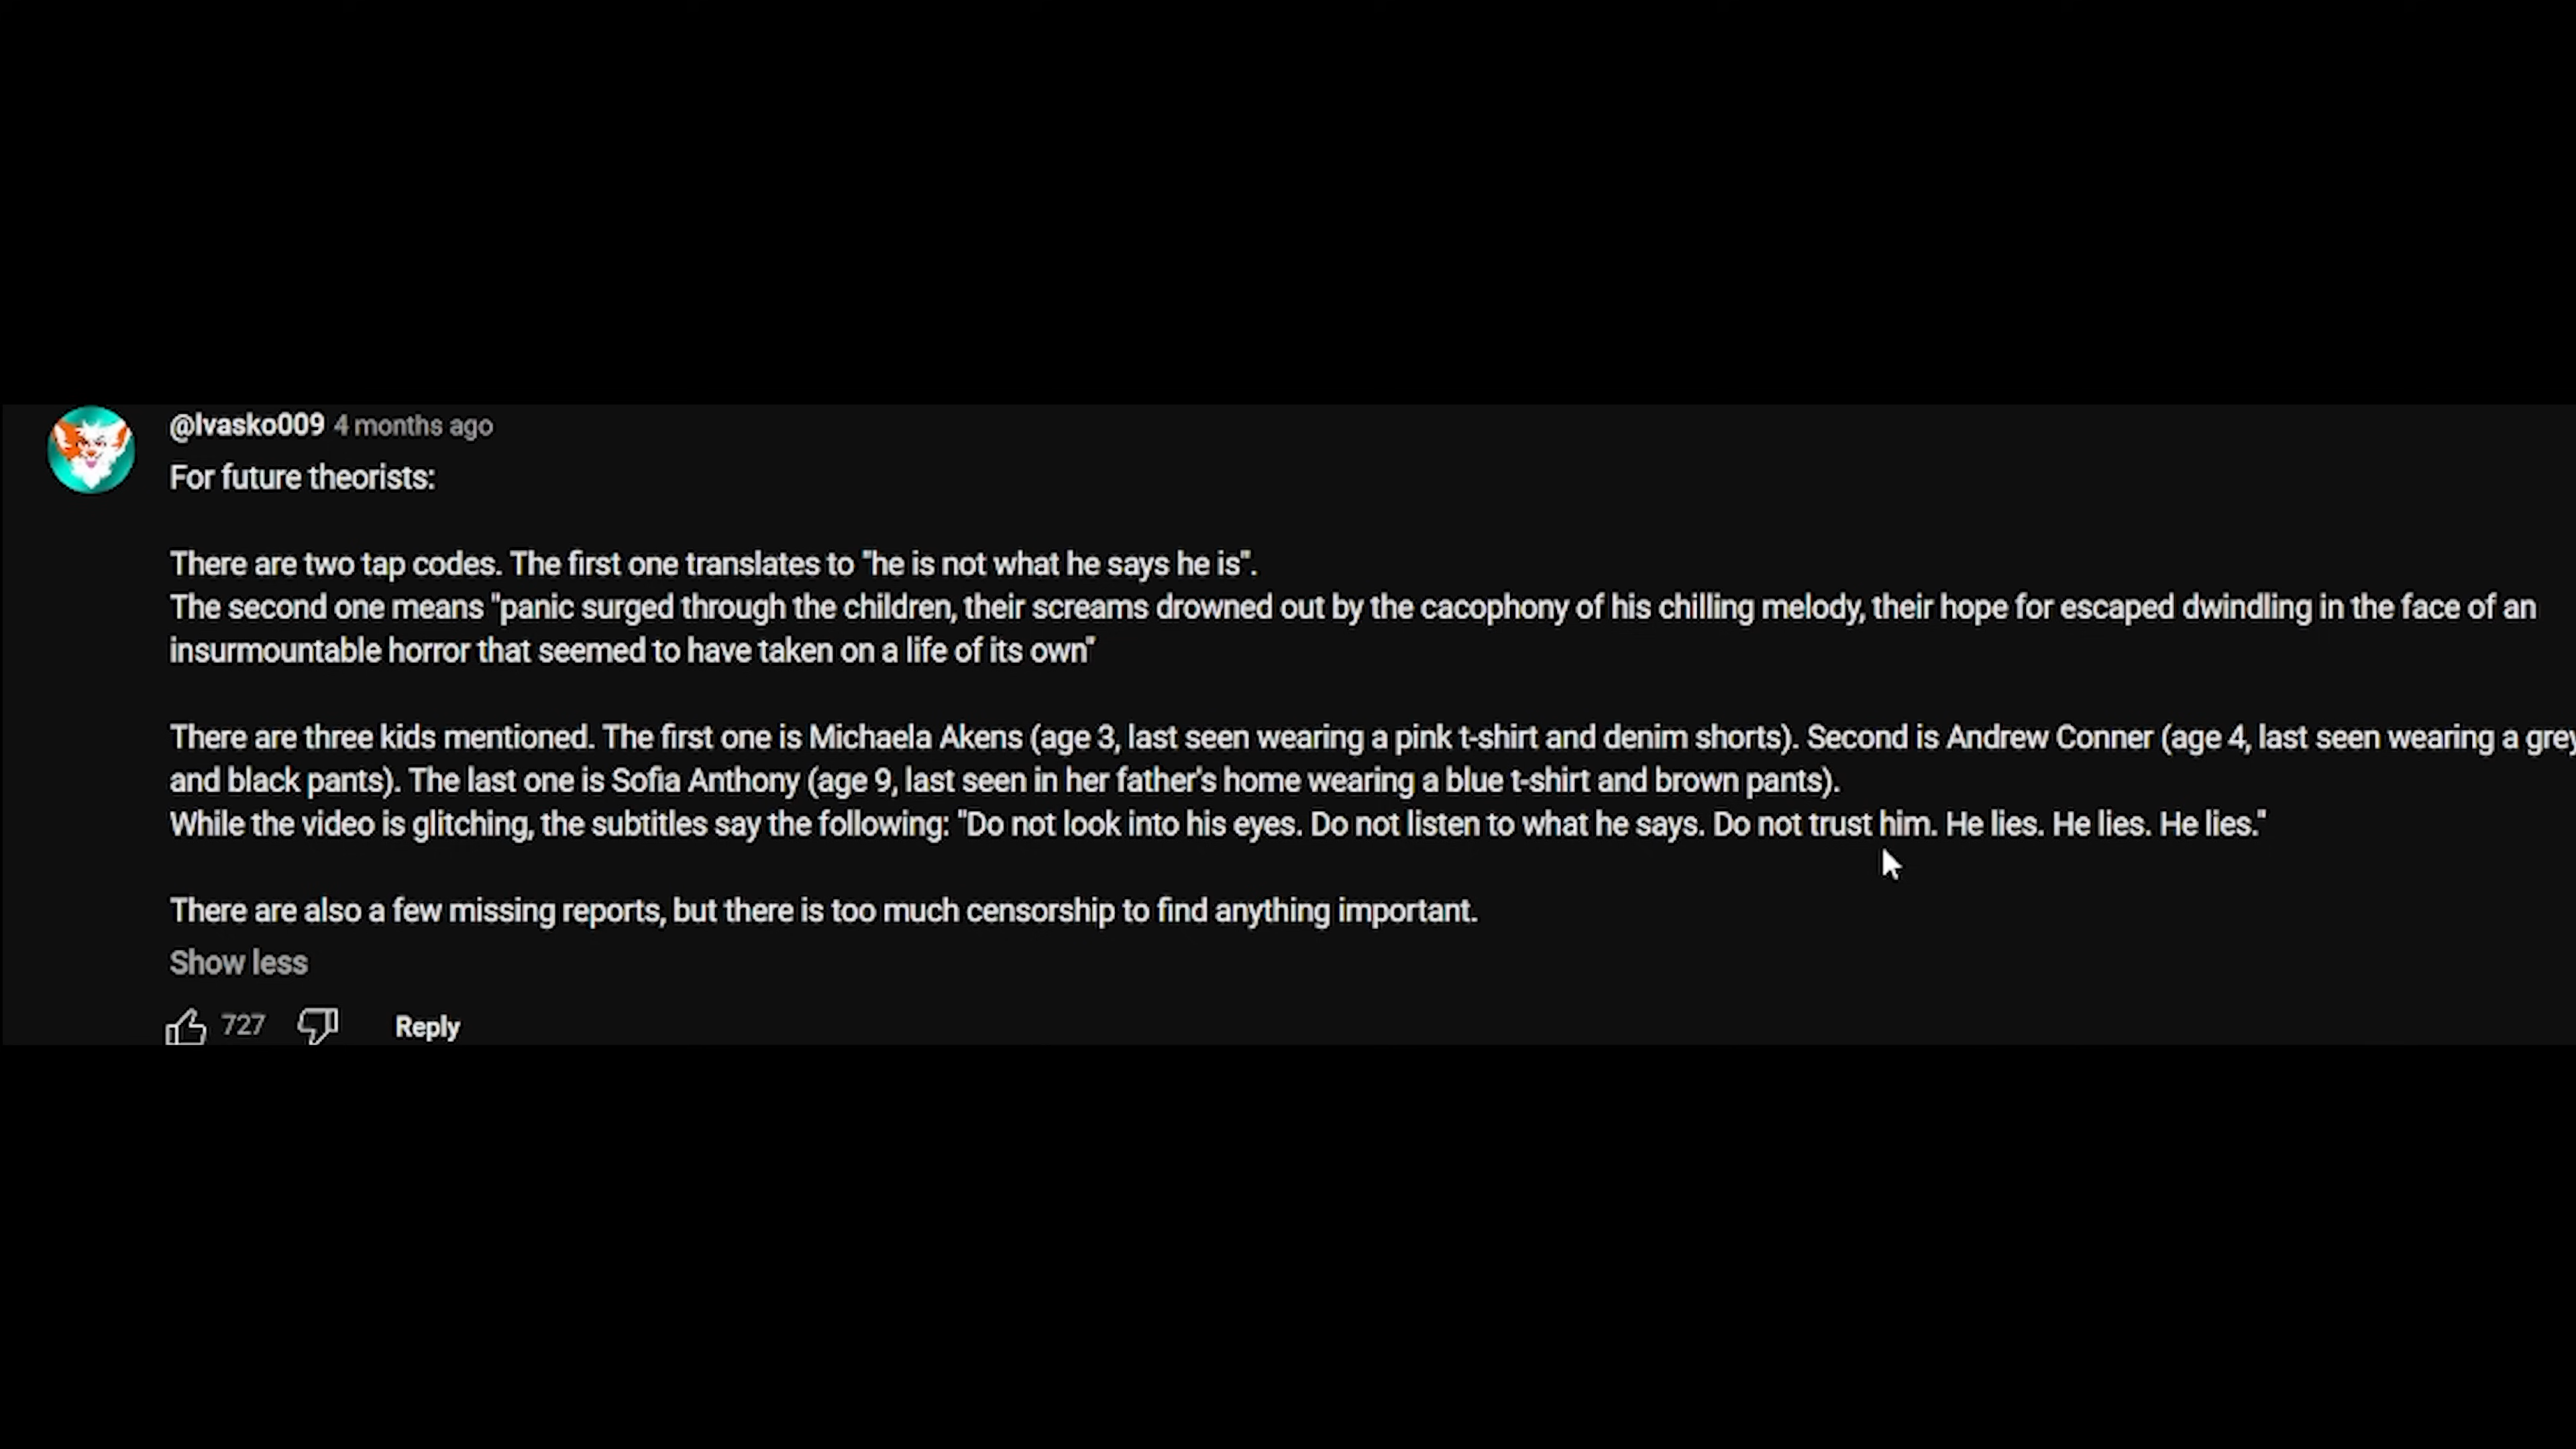 @lvasko009 4 months ago
For future theorists:
There are two tap codes. The first one translates to "he is not what he says he is".
The second one means "panic surged through the children, their screams drowned out by the cacophony of his chilling melody, their hope for escaped dwindling in the face of an
insurmountable horror that seemed to have taken on a life of its own"
There are three kids mentioned. The first one is Michaela Akens (age 3, last seen wearing a pink t-shirt and denim shorts). Second is Andrew Conner (age 4, last seen wearing a grey
and black pants). The last one is Sofia Anthony (age 9, last seen in her father's home wearing a blue t-shirt and brown pants).
While the video is glitching, the subtitles say the following: "Do not look into his eyes. Do not listen to what he says. Do not trust him. He lies. He lies. He lies."
There are also a few missing reports, but there is too much censorship to find anything important.
Show less
727 Reply